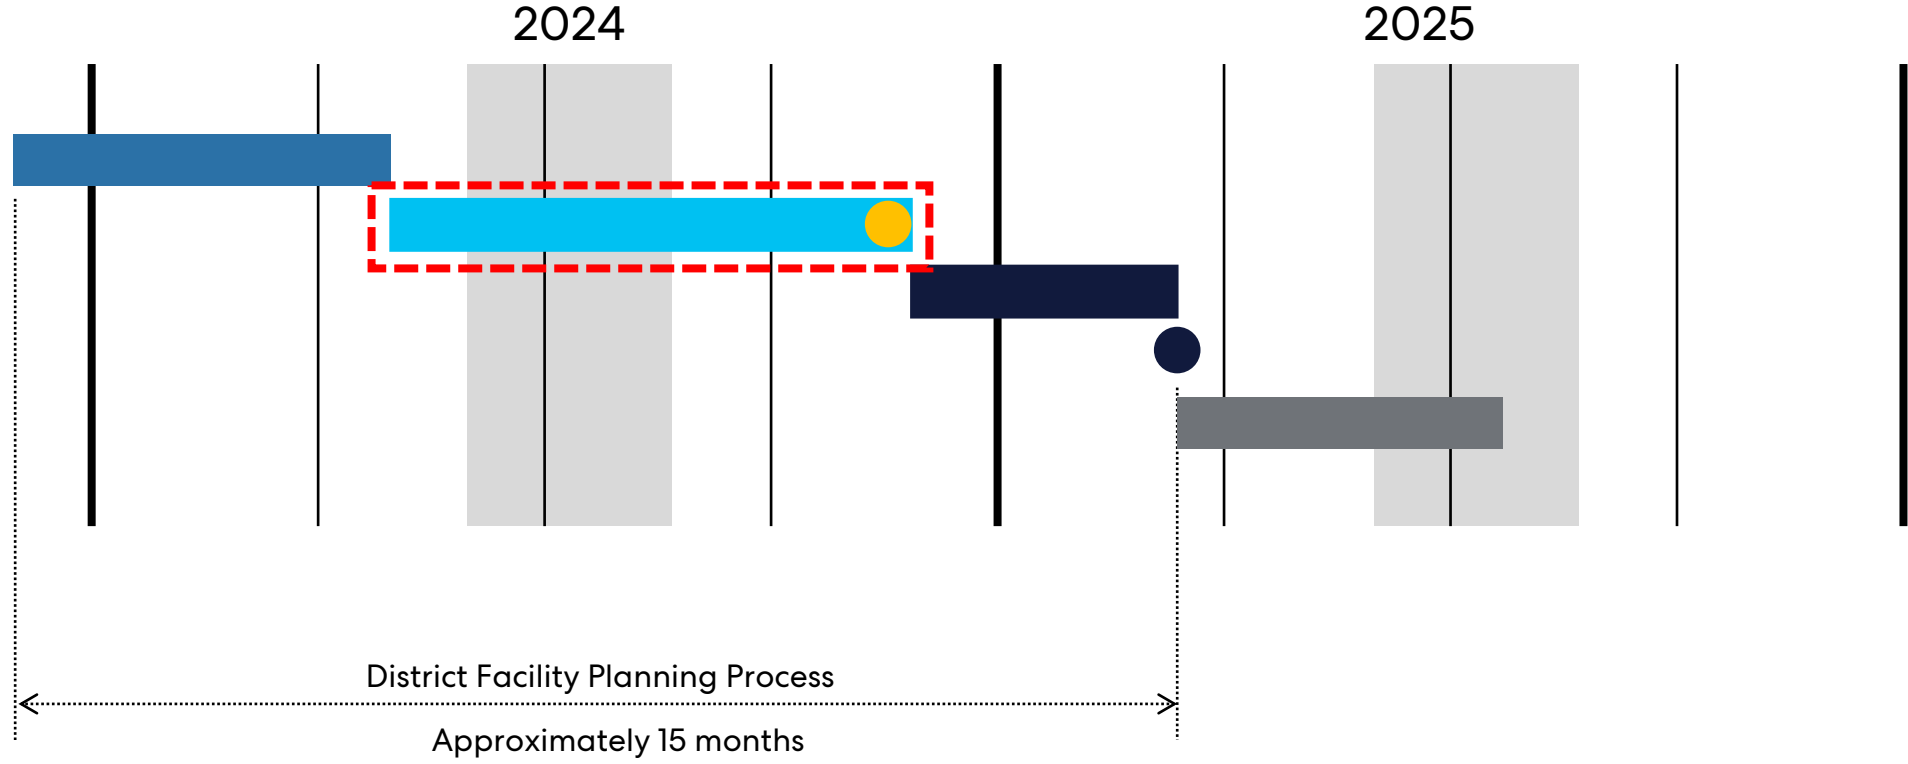 2024
2025
District Facility Planning Process
Approximately 15 months